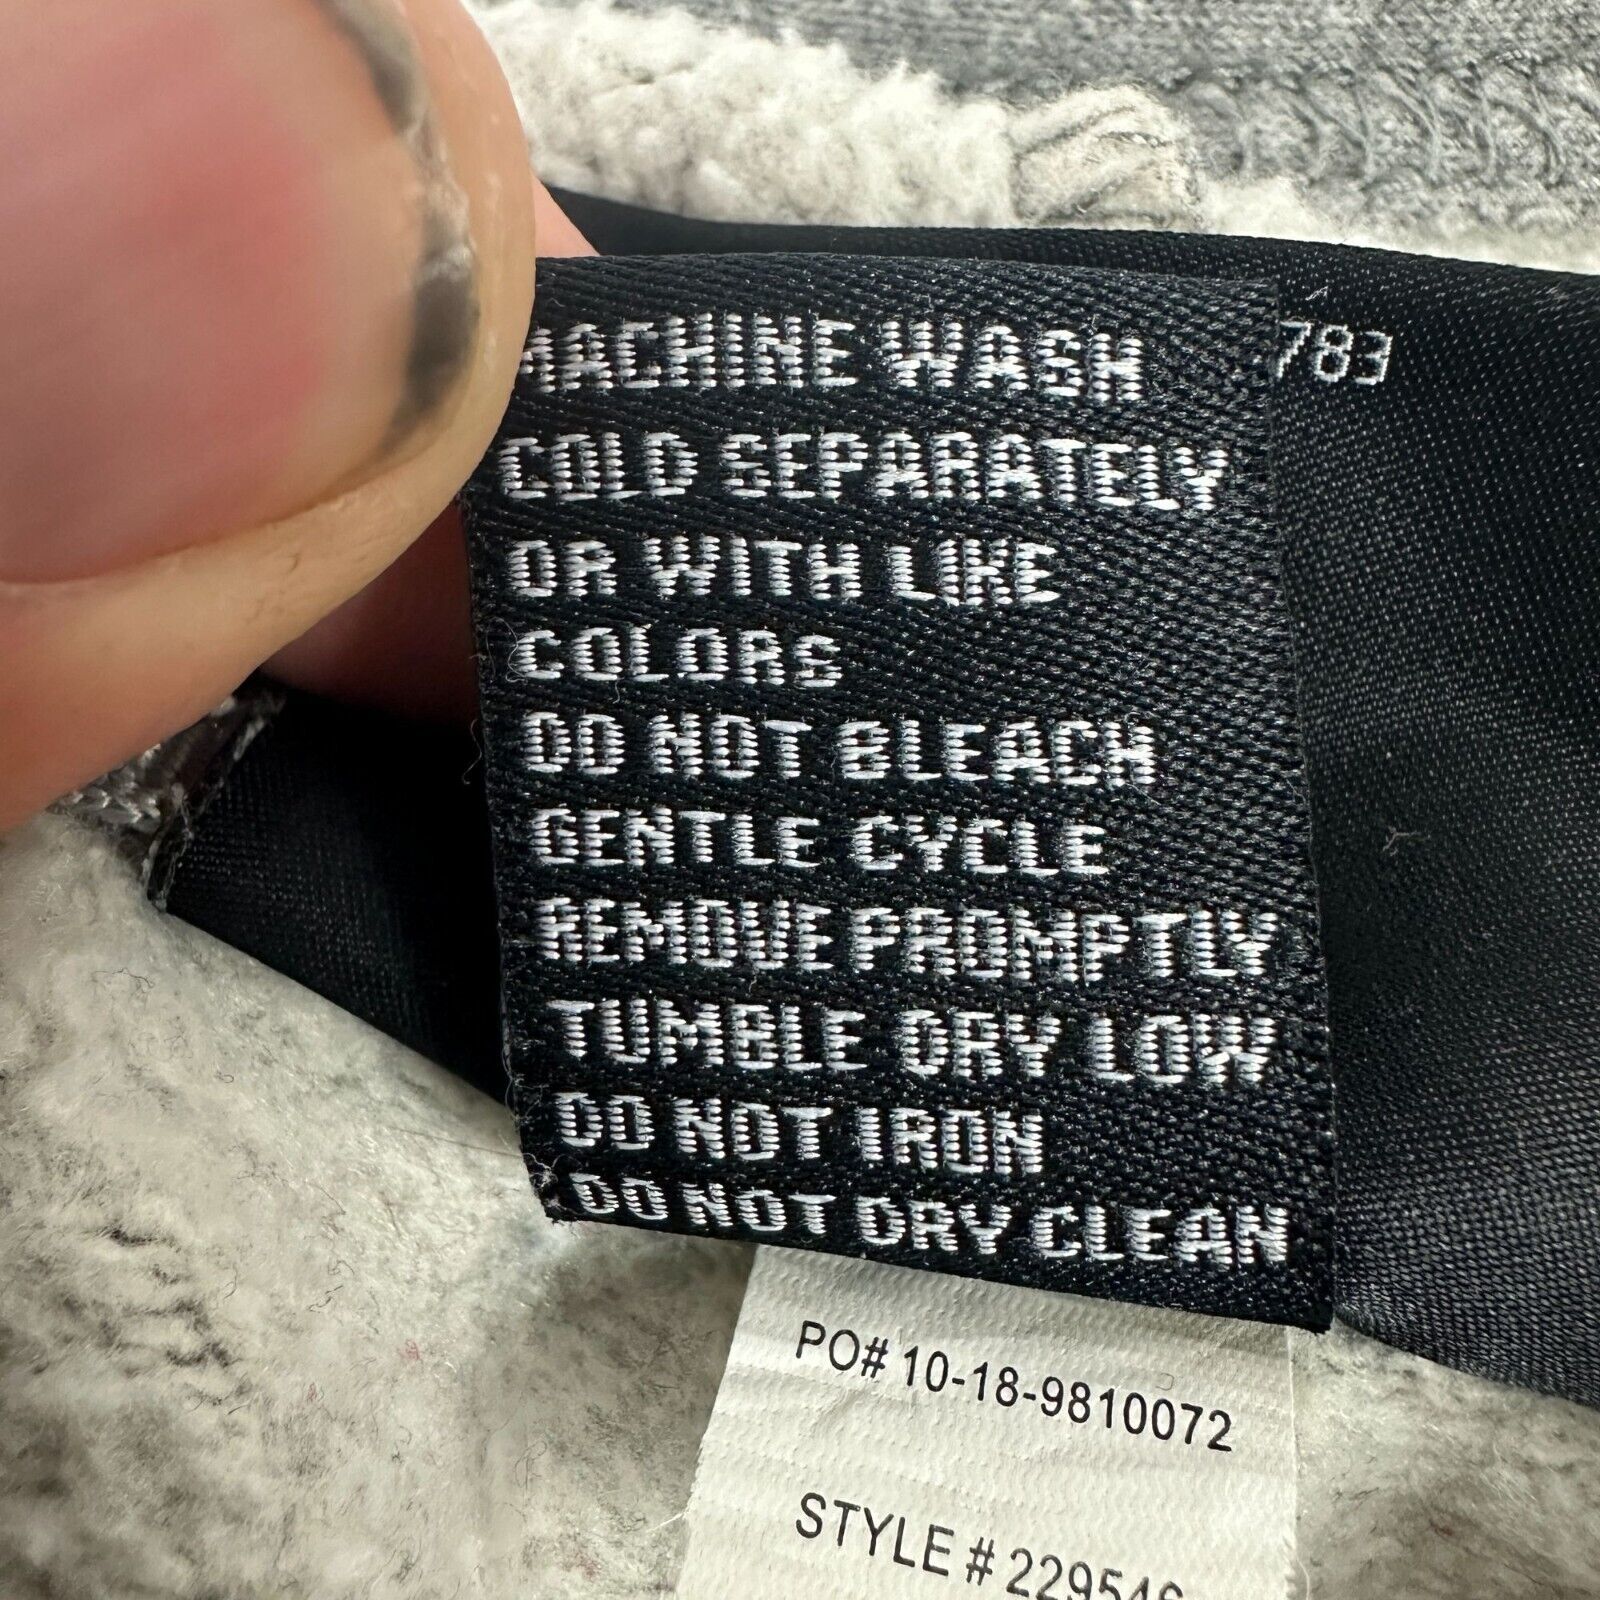 MACHINE WASH
783
COLD SEPARATELY
OR WITH LIKE
COLORS
DO NOT BLEACH
GENTLE CYCLE
REMOVE PROMPTLY
TUMBLE DRY LOW
DO NOT IRON
DO NOT DRY CLEAN
PO# 10-18-9810072
STYLE # 229546